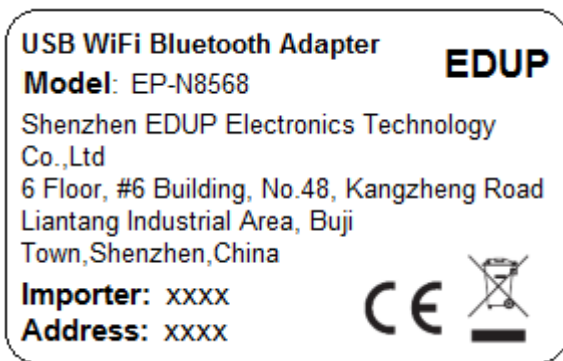 USB WiFi Bluetooth Adapter
EDUP
Model: EP-N8568
Shenzhen EDUP Electronics Technology
Co.,Ltd
6 Floor, #6 Building, No.48, Kangzheng Road
Liantang Industrial Area, Buji
Town,Shenzhen,China
Importer: xxxx
Address: xxxx
CE